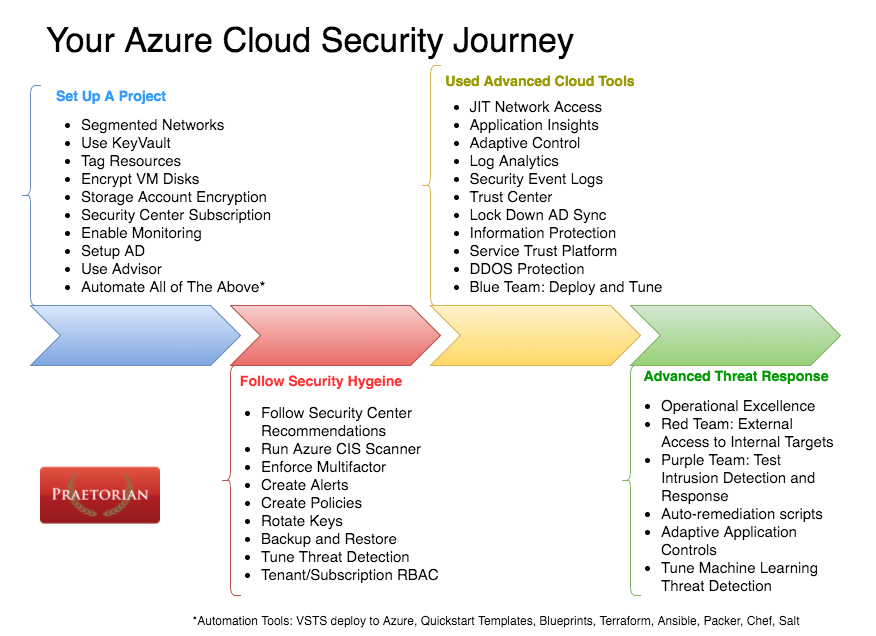 Your Azure Cloud Security Journey
Set Up A Project
Segmented Networks
Use KeyVault
Tag Resources
Encrypt VM Disks
Storage Account Encryption
Security Center Subscription
Enable Monitoring
Setup AD
Use Advisor
Automate All of The Above*
Used Advanced Cloud Tools
JIT Network Access
Application Insights
Adaptive Control
Log Analytics
Security Event Logs
Trust Center
Lock Down AD Sync
Information Protection
Service Trust Platform
DDOS Protection
Blue Team: Deploy and Tune
Follow Security Hygeine
Follow Security Center
Recommendations
Run Azure CIS Scanner
Enforce Multifactor
Create Alerts
Create Policies
Rotate Keys
Backup and Restore
Tune Threat Detection
Tenant/Subscription RBAC
Advanced Threat Response
Operational Excellence
Red Team: External
Access to Internal Targets
Purple Team: Test
Intrusion Detection and
Response
Auto-remediation scripts
Adaptive Application
Controls
Tune Machine Learning
Threat Detection
PRAETORIAN
*Automation Tools: VSTS deploy to Azure, Quickstart Templates, Blueprints, Terraform, Ansible, Packer, Chef, Salt